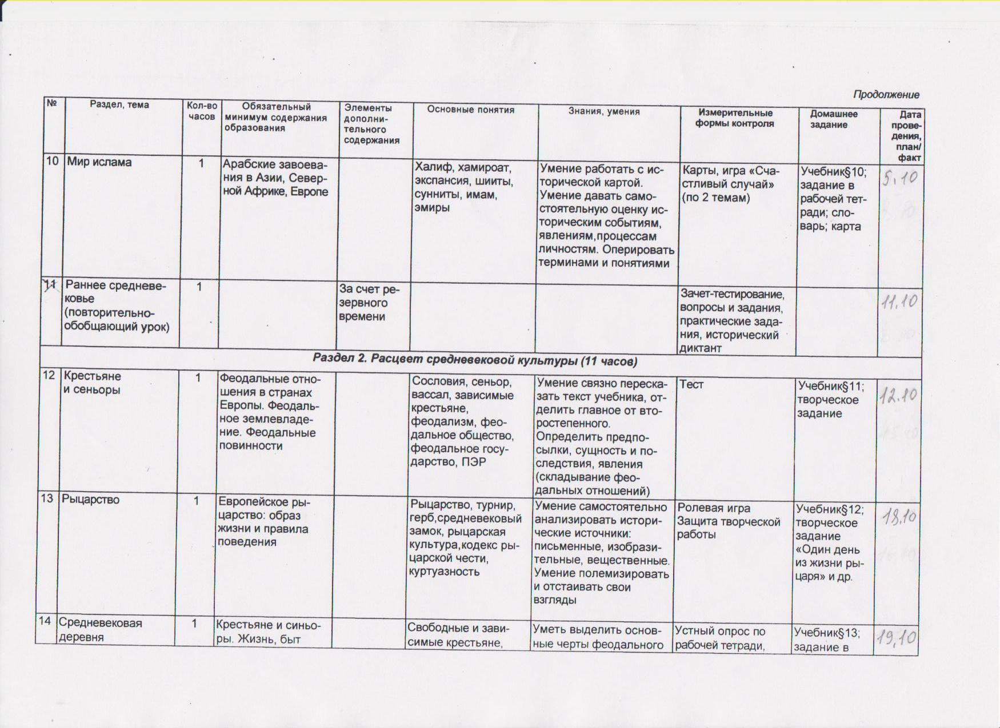 Продолжение
№
Раздел, тема
Кол-во
часов
Обязательный
минимум содержания
образования
Элементы
дополни-
тельного
содержания
Основные понятия
Знания, умения
Измерительные
формы контроля
Домашнее
задание
Дата
прове-
дения,
план/
факт
10
Мир ислама
1
Арабские завоева-
ния в Азии, Север-
ной Африке, Европе
Халиф, хамироат,
экспансия, шииты,
сунниты, имам,
эмиры
Умение работать с ис-
торической картой.
Умение давать само-
стоятельную оценку ис-
торическим событиям,
явлениям,процессам
личностям. Оперировать
терминами и понятиями
Карты, игра «Сча-
стливый случай»
(по 2 темам)
Учебник§10;
задание в
рабочей тет-
ради; сло-
варь; карта
5.10
11
Раннее средневе-
ковье
(повторительно-
обобщающий урок)
1
За счет ре-
зервного
времени
Зачет-тестирование,
вопросы и задания,
практические зада-
ния, исторический
диктант
11.10
Раздел 2. Расцвет средневековой культуры (11 часов)
12
Крестьяне
и сеньоры
1
Феодальные отно-
шения в странах
Европы. Феодаль-
ное землевладе-
ние. Феодальные
повинности
Сословия, сеньор,
вассал, зависимые
крестьяне,
феодализм, фео-
дальное общество,
феодальное госу-
дарство, ПЭР
Умение связно переска-
зать текст учебника, от-
делить главное от вто-
ростепенного.
Определить предпо-
сылки, сущность и по-
следствия, явления
(складывание фео-
дальных отношений)
Тест
Учебник§11;
творческое
задание
12.10
13
Рыцарство
1
Европейское ры-
царство: образ
жизни и правила
поведения
Рыцарство, турнир,
герб,средневековый
замок, рыцарская
культура,кодекс ры-
царской чести,
куртуазность
Умение самостоятельно
анализировать истори-
ческие источники:
письменные, изобрази-
тельные, вещественные.
Умение полемизировать
и отстаивать свои
взгляды
Ролевая игра
Защита творческой
работы
Учебник§12;
творческое
задание
«Один день
из жизни ры-
царя» и др.
18.10
14
Средневековая
деревня
1
Крестьяне и синьо-
ры. Жизнь, быт
Свободные и зави-
симые крестьяне,
Уметь выделить основ-
ные черты феодального
Устный опрос по
рабочей тетради,
Учебник§13;
задание в
19.10